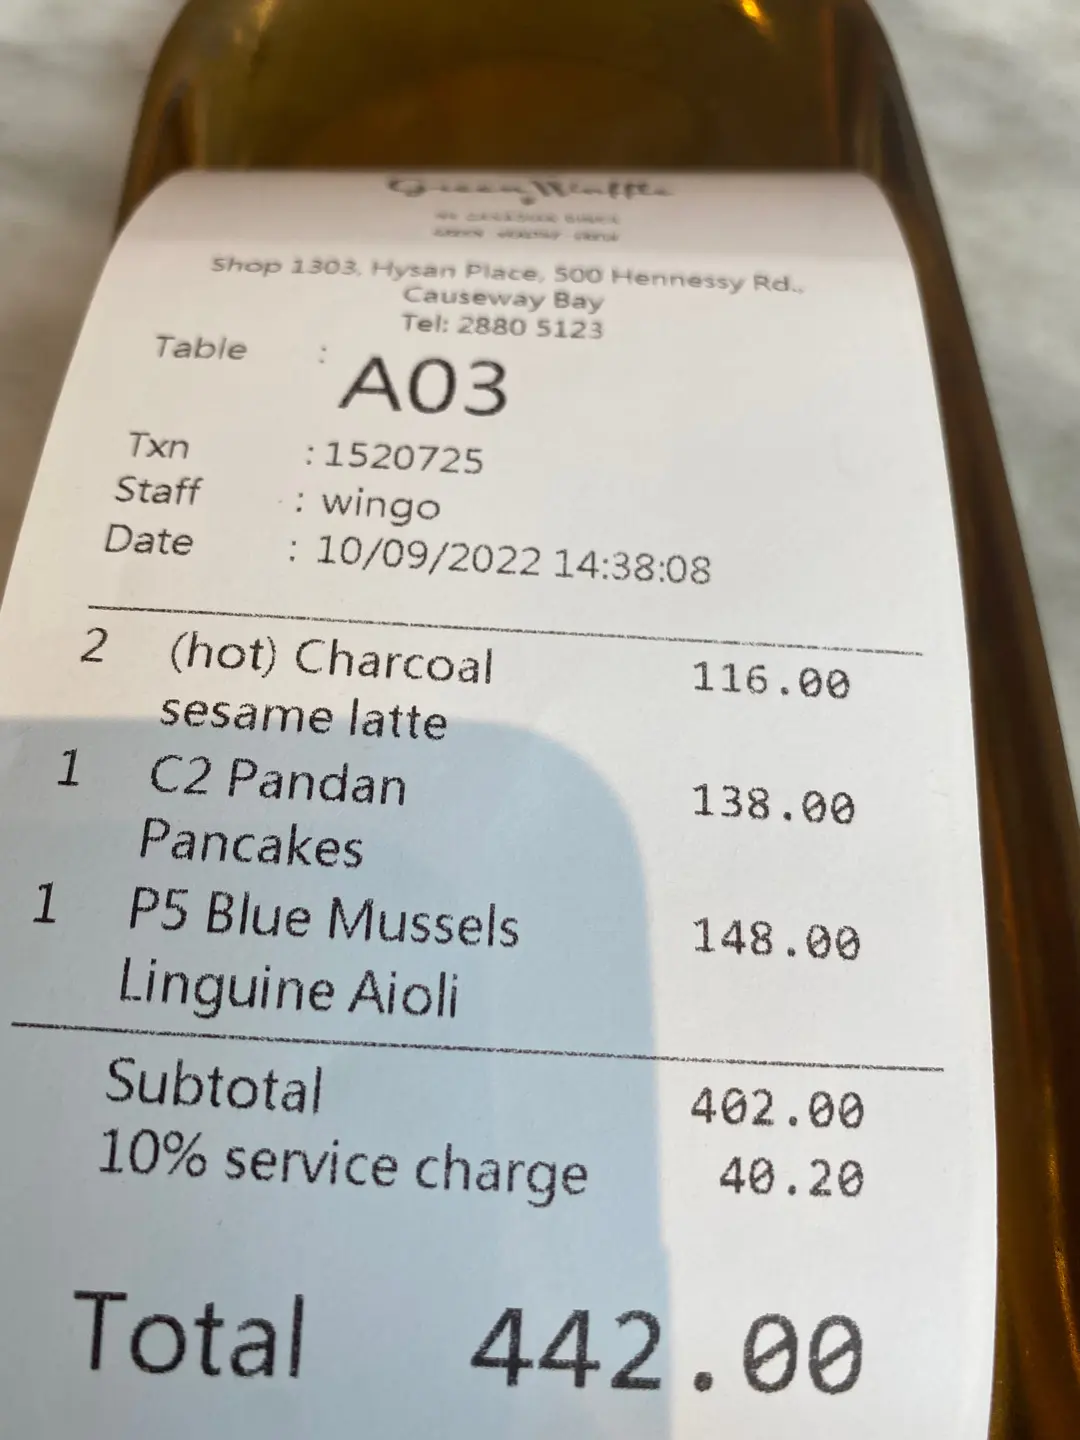 Green Waffle
Shop 1303, Hysan Place, 500 Hennessy Rd.,
Causeway Bay
Tel: 2880 5123
Table : A03
Txn : 1520725
Staff : wingo
Date : 10/09/2022 14:38:08
2 (hot) Charcoal 116.00
sesame latte
1 C2 Pandan 138.00
Pancakes
1 P5 Blue Mussels 148.00
Linguine Aioli
Subtotal 402.00
10% service charge 40.20
Total 442.00